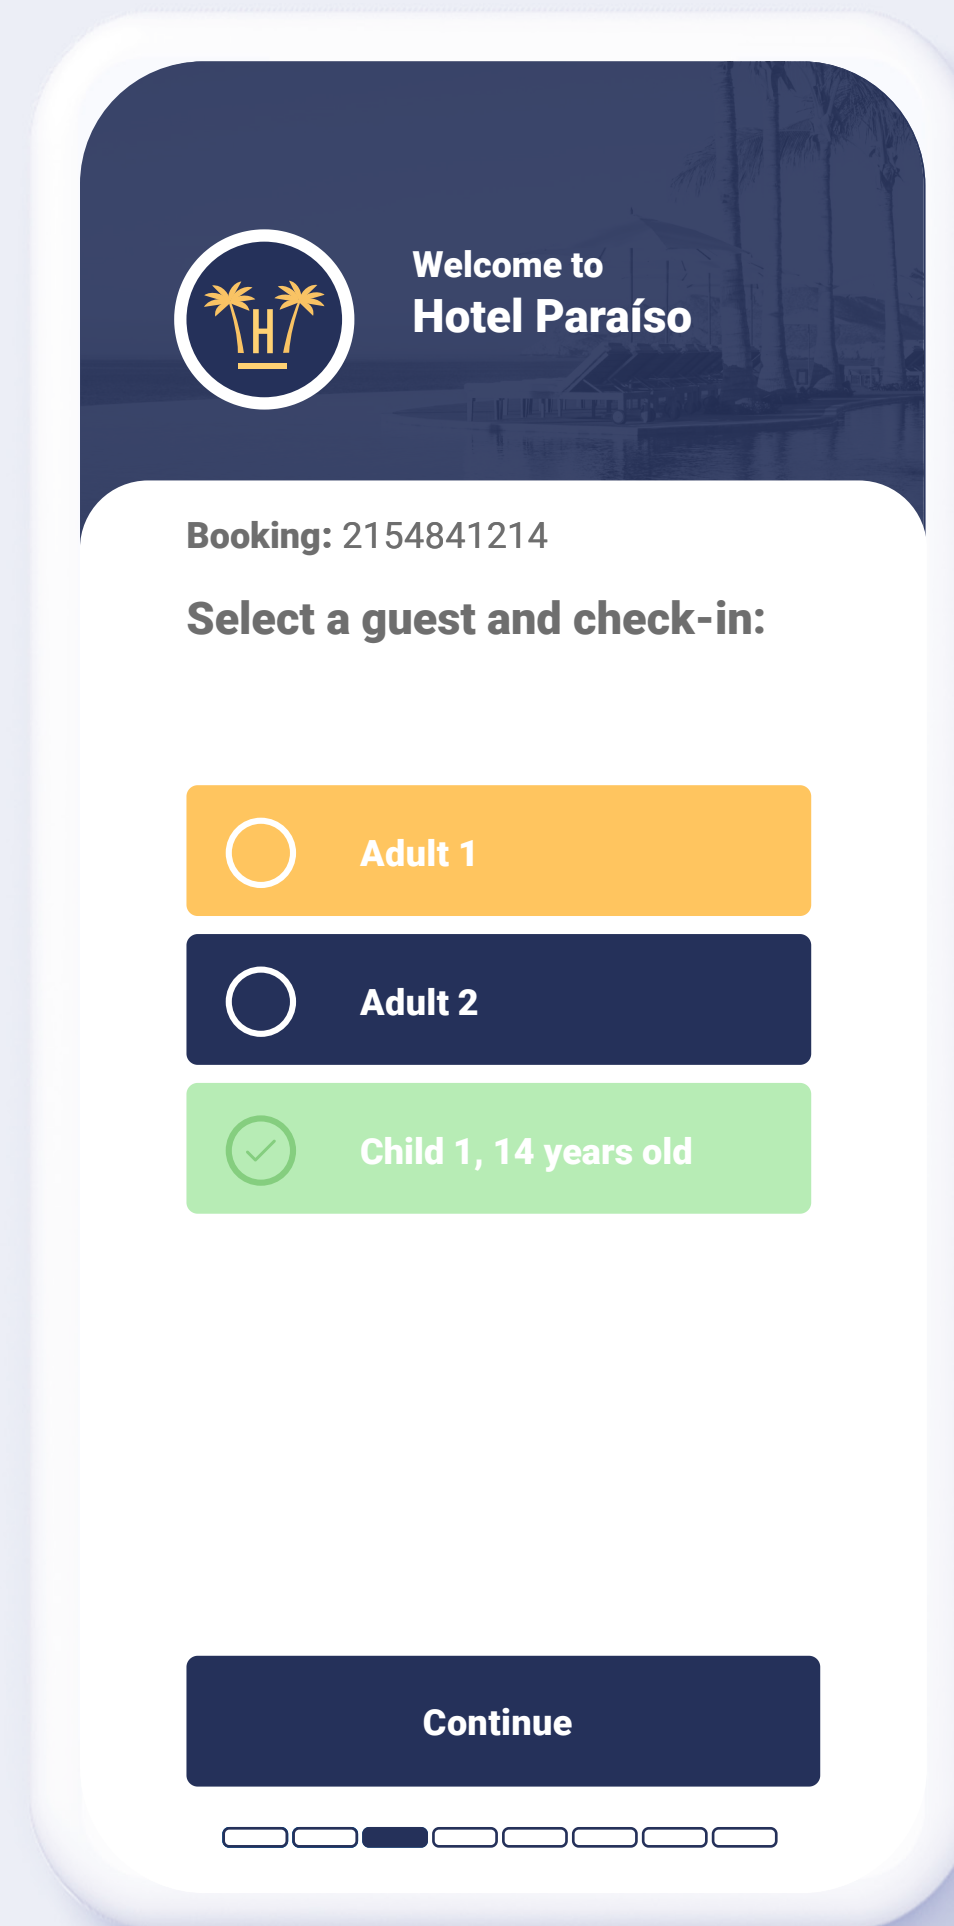 H
Welcome to
Hotel Paraíso
Booking: 2154841214
Select a guest and check-in:
Adult 1
Adult 2
Child 1, 14 years old
Continue